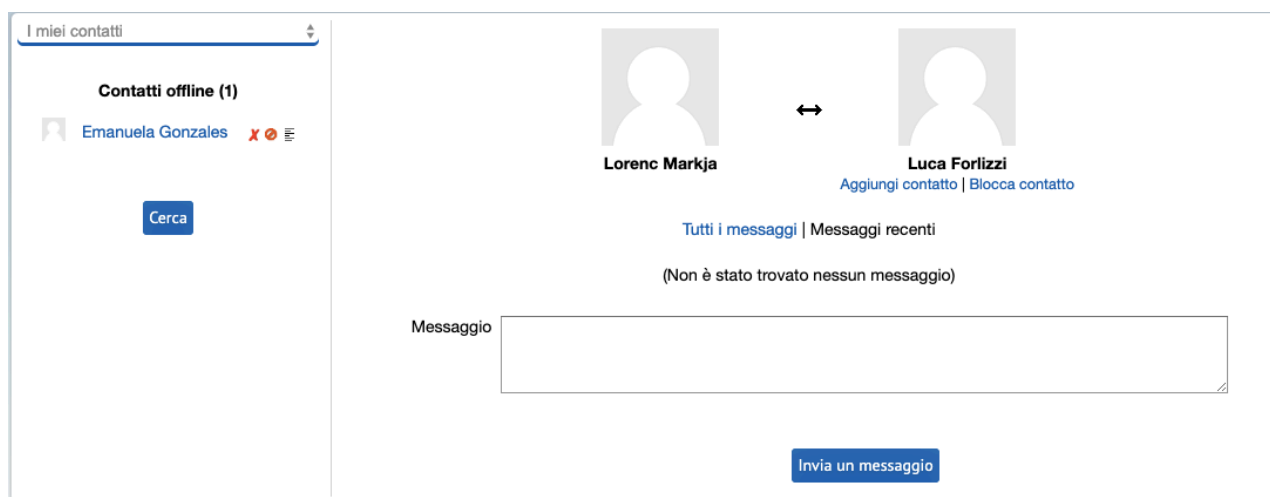 I miei contatti
Contatti offline (1)
Emanuela Gonzales
Cerca
Lorenc Markja
Luca Forlizzi
Aggiungi contatto | Blocca contatto
Tutti i messaggi | Messaggi recenti
(Non è stato trovato nessun messaggio)
Messaggio
Invia un messaggio